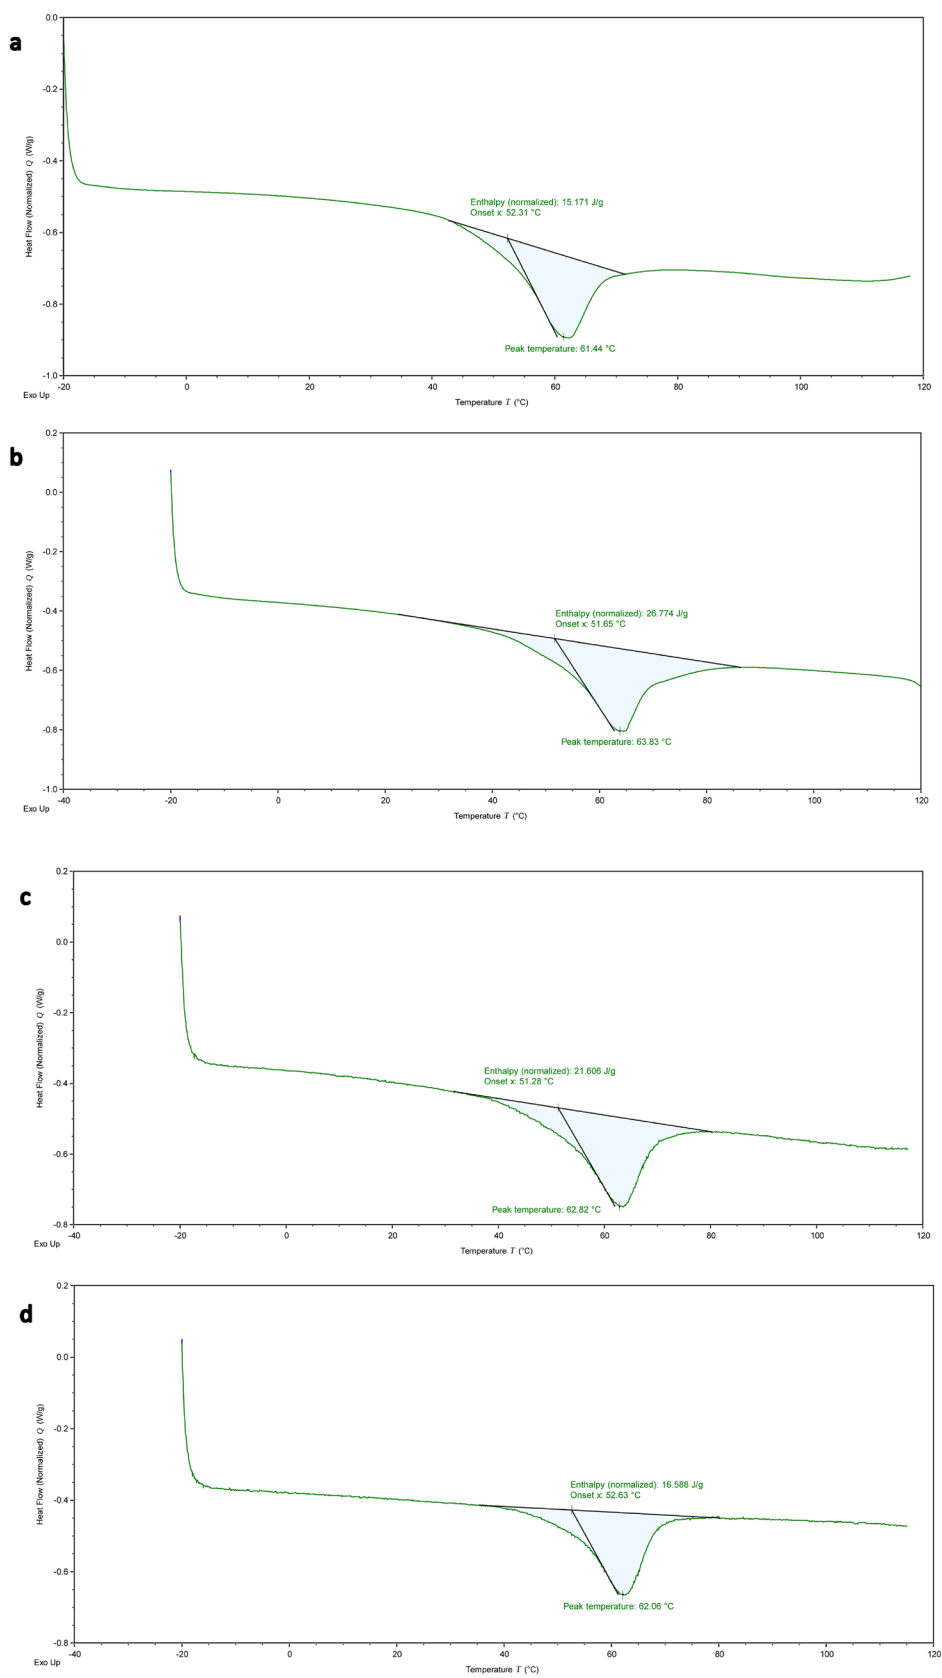 a
0.0
-0.2
-0.4
-0.6
-0.8
-1.0
Heat Flow (Normalized) Q (W/g)
Enthalpy (normalized): 15.171 J/g
Onset x: 52.31 °C
Peak temperature: 61.44 °C
-20 0 20 40 60 80 100 120
Exo Up
Temperature T (°C)
b
0.2
0.0
-0.2
-0.4
-0.6
-0.8
-1.0
Heat Flow (Normalized) Q (W/g)
Enthalpy (normalized): 26.774 J/g
Onset x: 51.65 °C
Peak temperature: 63.83 °C
-40 -20 0 20 40 60 80 100 120
Exo Up
Temperature T (°C)
c
0.2
0.0
-0.2
-0.4
-0.6
-0.8
Heat Flow (Normalized) Q (W/g)
Enthalpy (normalized): 21.606 J/g
Onset x: 51.28 °C
Peak temperature: 62.82 °C
-40 -20 0 20 40 60 80 100 120
Exo Up
Temperature T (°C)
d
0.2
0.0
-0.2
-0.4
-0.6
-0.8
Heat Flow (Normalized) Q (W/g)
Enthalpy (normalized): 16.588 J/g
Onset x: 52.63 °C
Peak temperature: 62.06 °C
-40 -20 0 20 40 60 80 100 120
Exo Up
Temperature T (°C)